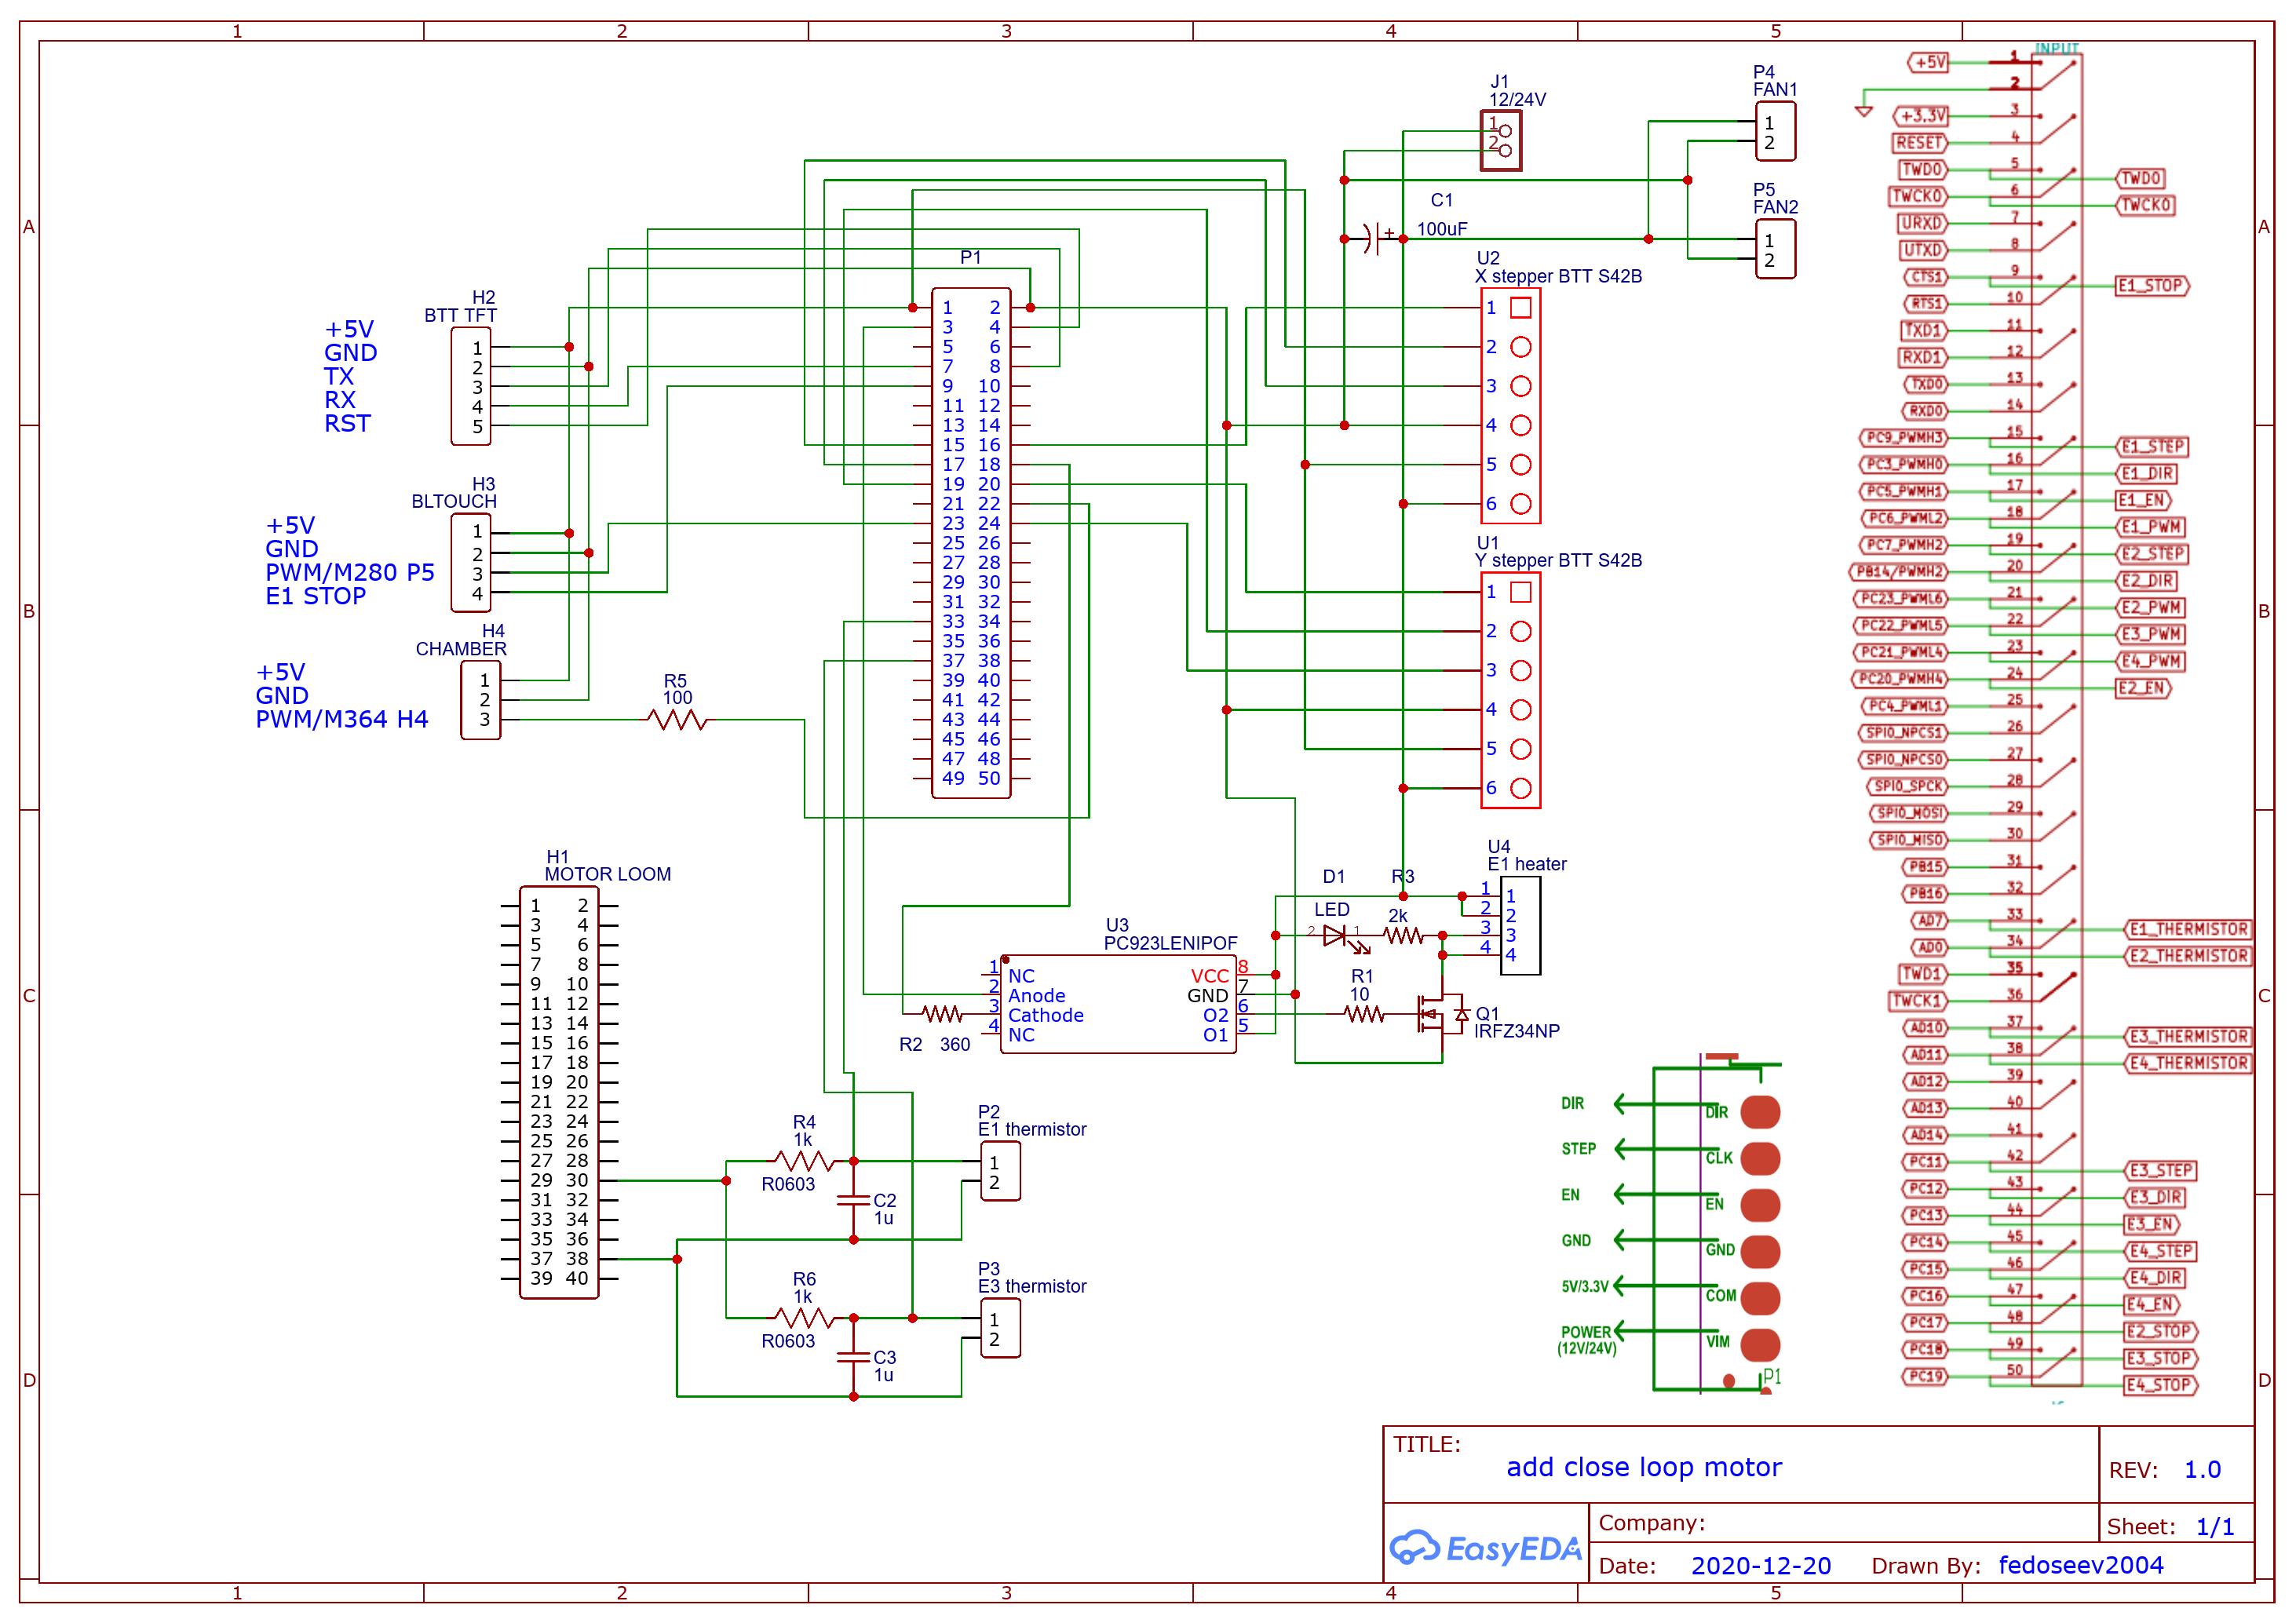 1 2 3 4 5
A
B
C
D
A
B
C
D
1 2 3 4 5
H2
BTT TFT
+5V
GND
TX
RX
RST
1
2
3
4
5
H3
BLTOUCH
+5V
GND
PWM/M280 P5
E1 STOP
1
2
3
4
H4
CHAMBER
+5V
GND
PWM/M364 H4
1
2
3
R5
100
P1
1 2
3 4
5 6
7 8
9 10
11 12
13 14
15 16
17 18
19 20
21 22
23 24
25 26
27 28
29 30
31 32
33 34
35 36
37 38
39 40
41 42
43 44
45 46
47 48
49 50
J1
12/24V
1
2
C1
+
100uF
P4
FAN1
1
2
P5
FAN2
1
2
U2
X stepper BTT S42B
1
2
3
4
5
6
U1
Y stepper BTT S42B
1
2
3
4
5
6
U4
E1 heater
1 1
2 2
3 3
4 4
D1
LED
2 1
R3
2k
R1
10
Q1
IRFZ34NP
U3
PC923LENIPOF
1 NC
2 Anode
3 Cathode
4 NC
VCC 8
GND 7
O2 6
O1 5
R2 360
H1
MOTOR LOOM
1 2
3 4
5 6
7 8
9 10
11 12
13 14
15 16
17 18
19 20
21 22
23 24
25 26
27 28
29 30
31 32
33 34
35 36
37 38
39 40
R4
1k
R0603
C2
1u
P2
E1 thermistor
1
2
R6
1k
R0603
C3
1u
P3
E3 thermistor
1
2
DIR DIR
STEP CLK
EN EN
GND GND
5V/3.3V COM
POWER VIM
(12V/24V)
P1
INPUT
+5V 1
2
+3.3V 3
RESET 4
TWD0 5 TWD0
TWCK0 6 TWCK0
URXD 7
UTXD 8
CTS1 9 E1_STOP
RTS1 10
TXD1 11
RXD1 12
TXD0 13
RXD0 14
PC9_PWMH3 15 E1_STEP
PC3_PWMH0 16 E1_DIR
PC5_PWMH1 17 E1_EN
PC6_PWML2 18 E1_PWM
PC7_PWMH2 19 E2_STEP
PB14/PWMH2 20 E2_DIR
PC23_PWML6 21 E2_PWM
PC22_PWML5 22 E3_PWM
PC21_PWML4 23 E4_PWM
PC20_PWMH4 24 E2_EN
PC4_PWML1 25
SPI0_NPCS1 26
SPI0_NPCS0 27
SPI0_SPCK 28
SPI0_MOSI 29
SPI0_MISO 30
PB15 31
PB16 32
AD7 33 E1_THERMISTOR
AD0 34 E2_THERMISTOR
TWD1 35
TWCK1 36
AD10 37 E3_THERMISTOR
AD11 38 E4_THERMISTOR
AD12 39
AD13 40
AD14 41
PC11 42 E3_STEP
PC12 43 E3_DIR
PC13 44 E3_EN
PC14 45 E4_STEP
PC15 46 E4_DIR
PC16 47 E4_EN
PC17 48 E2_STOP
PC18 49 E3_STOP
PC19 50 E4_STOP
TITLE:
add close loop motor
REV: 1.0
EasyEDA
Company:
Sheet: 1/1
Date: 2020-12-20 Drawn By: fedoseev2004